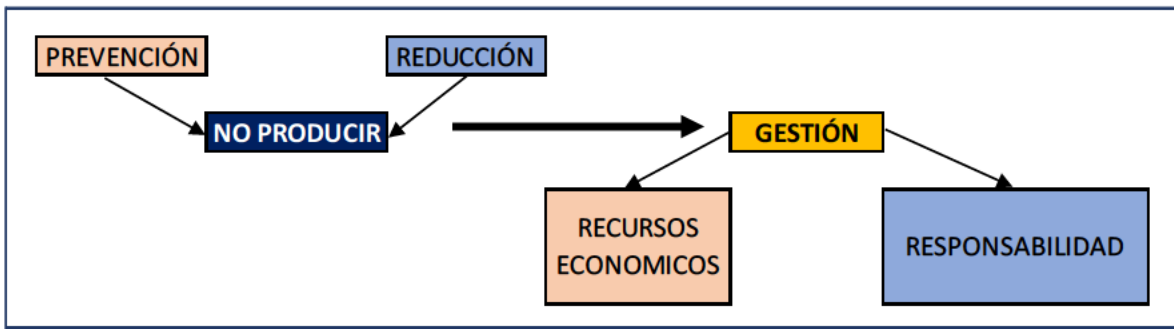 PREVENCIÓN
REDUCCIÓN
NO PRODUCIR
GESTIÓN
RECURSOS
ECONOMICOS
RESPONSABILIDAD